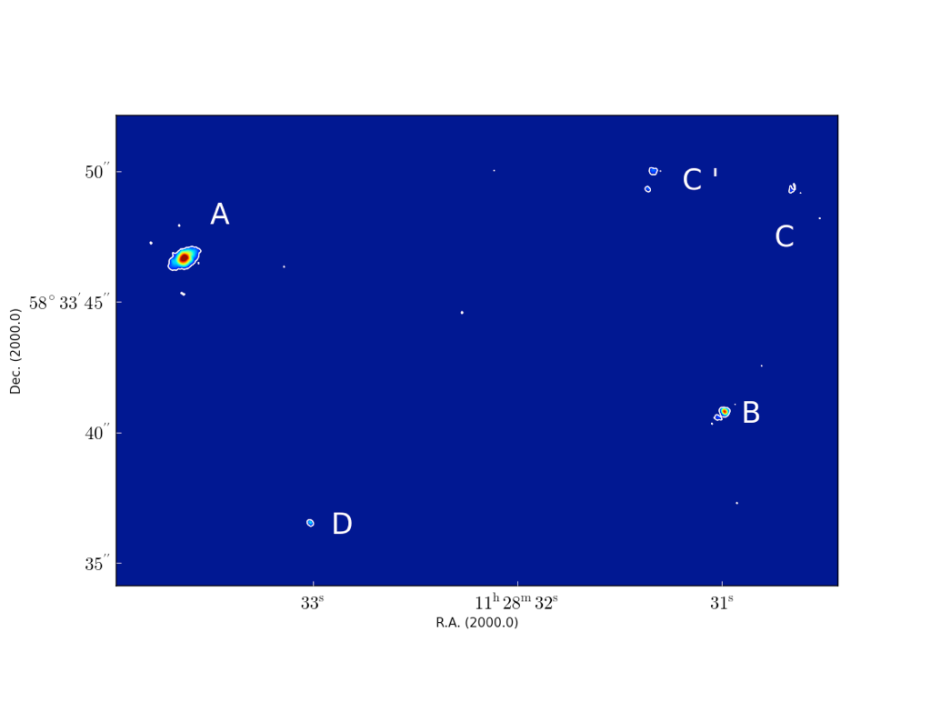 50′′
C '
A
C
58° 33′ 45′′
Dec. (2000.0)
B
40′′
D
35′′
33ˢ
11ʰ 28ᵐ 32ˢ
31ˢ
R.A. (2000.0)